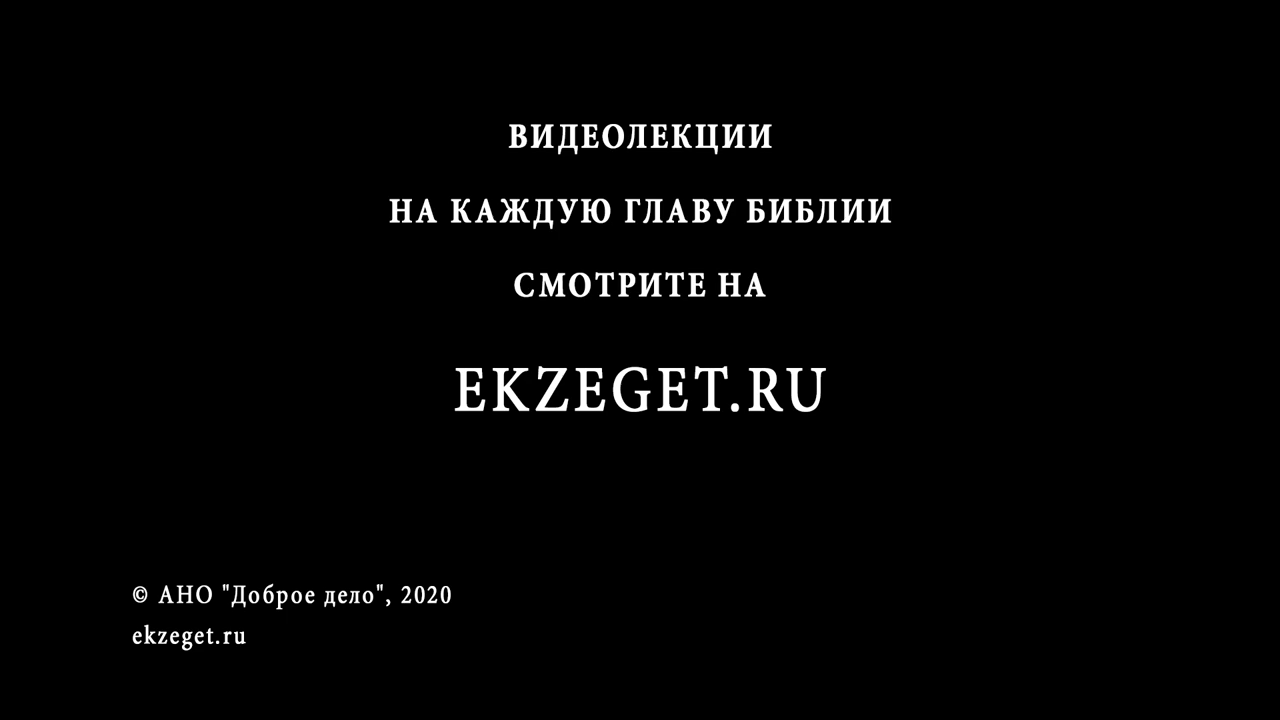 ВИДЕОЛЕКЦИИ
НА КАЖДУЮ ГЛАВУ БИБЛИИ
СМОТРИТЕ НА
EKZEGET.RU
© АНО "Доброе дело", 2020
ekzeget.ru